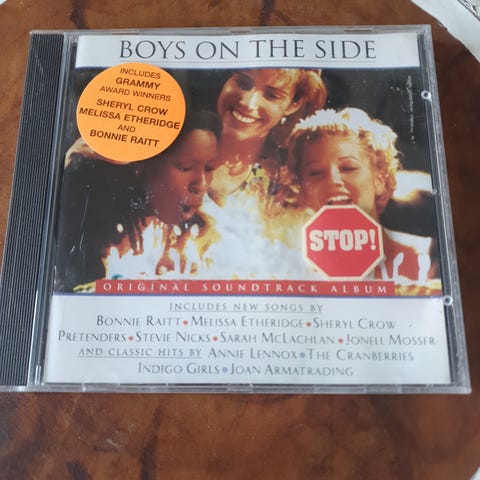 BOYS ON THE SIDE
INCLUDES
GRAMMY
AWARD WINNERS
SHERYL CROW
MELISSA ETHERIDGE
AND
BONNIE RAITT
STOP!
ORIGINAL SOUNDTRACK ALBUM
INCLUDES NEW SONGS BY
BONNIE RAITT • MELISSA ETHERIDGE • SHERYL CROW
PRETENDERS • STEVIE NICKS • SARAH MCLACHLAN • JONELL MOSSER
AND CLASSIC HITS BY ANNIE LENNOX • THE CRANBERRIES
INDIGO GIRLS • JOAN ARMATRADING